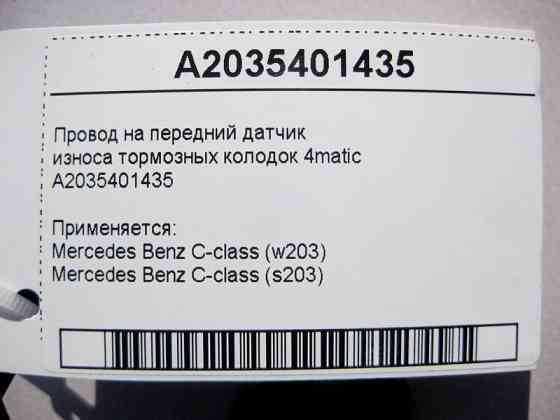 A2035401435
Провод на передний датчик
износа тормозных колодок 4matic
A2035401435
Применяется:
Mercedes Benz C-class (w203)
Mercedes Benz C-class (s203)